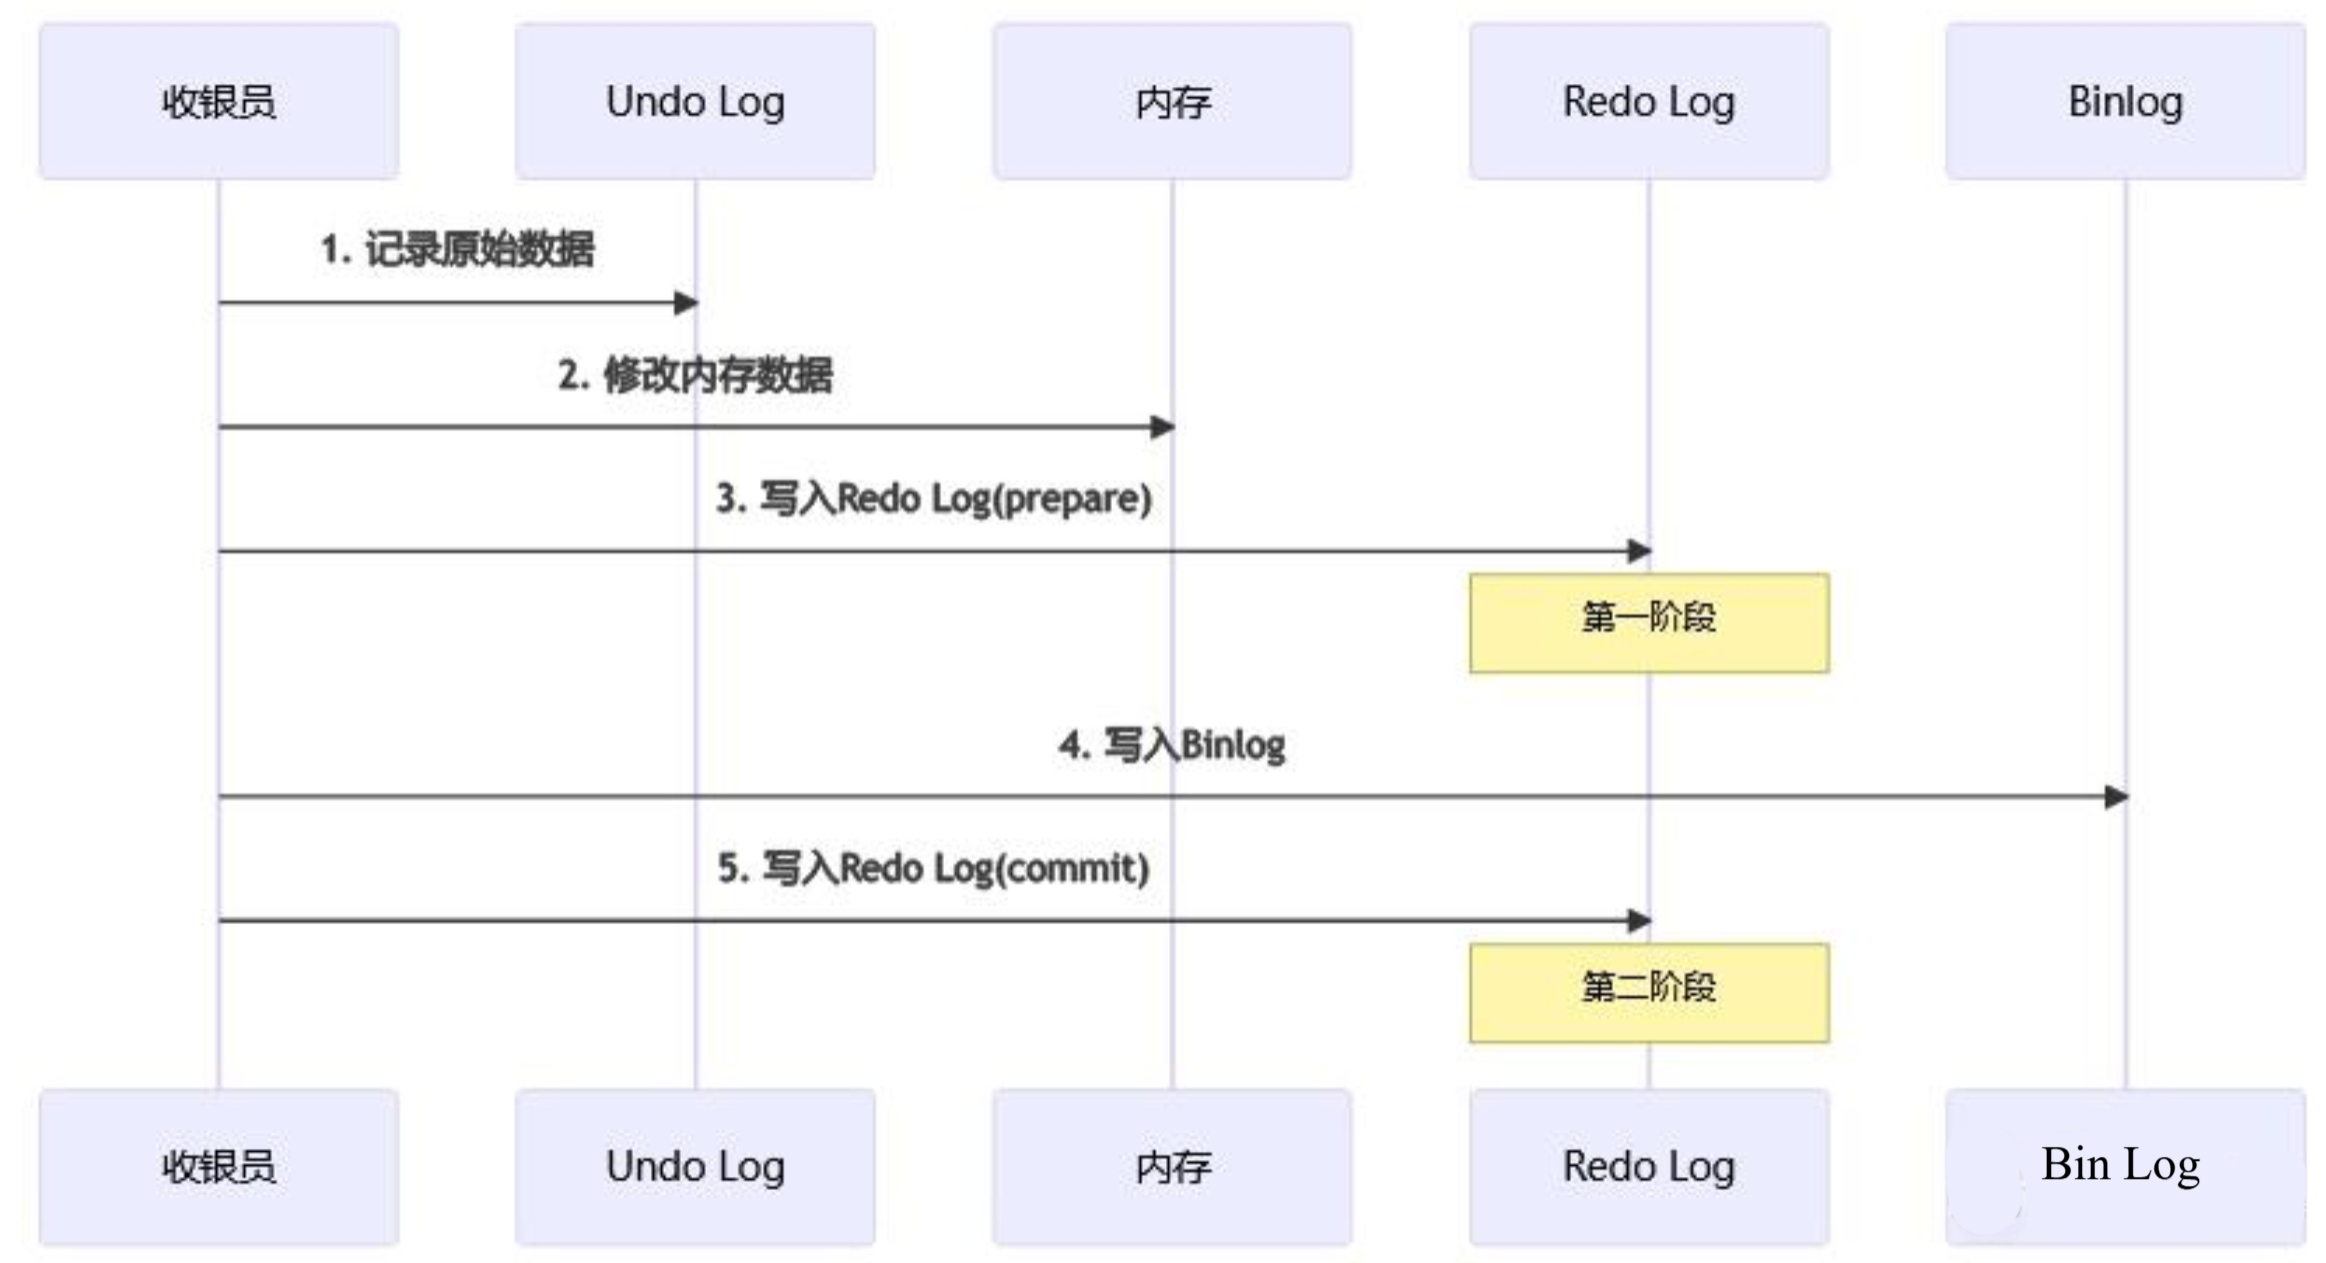 收银员
Undo Log
内存
Redo Log
Binlog
1. 记录原始数据
2. 修改内存数据
3. 写入Redo Log(prepare)
第一阶段
4. 写入Binlog
5. 写入Redo Log(commit)
第二阶段
收银员
Undo Log
内存
Redo Log
Bin Log